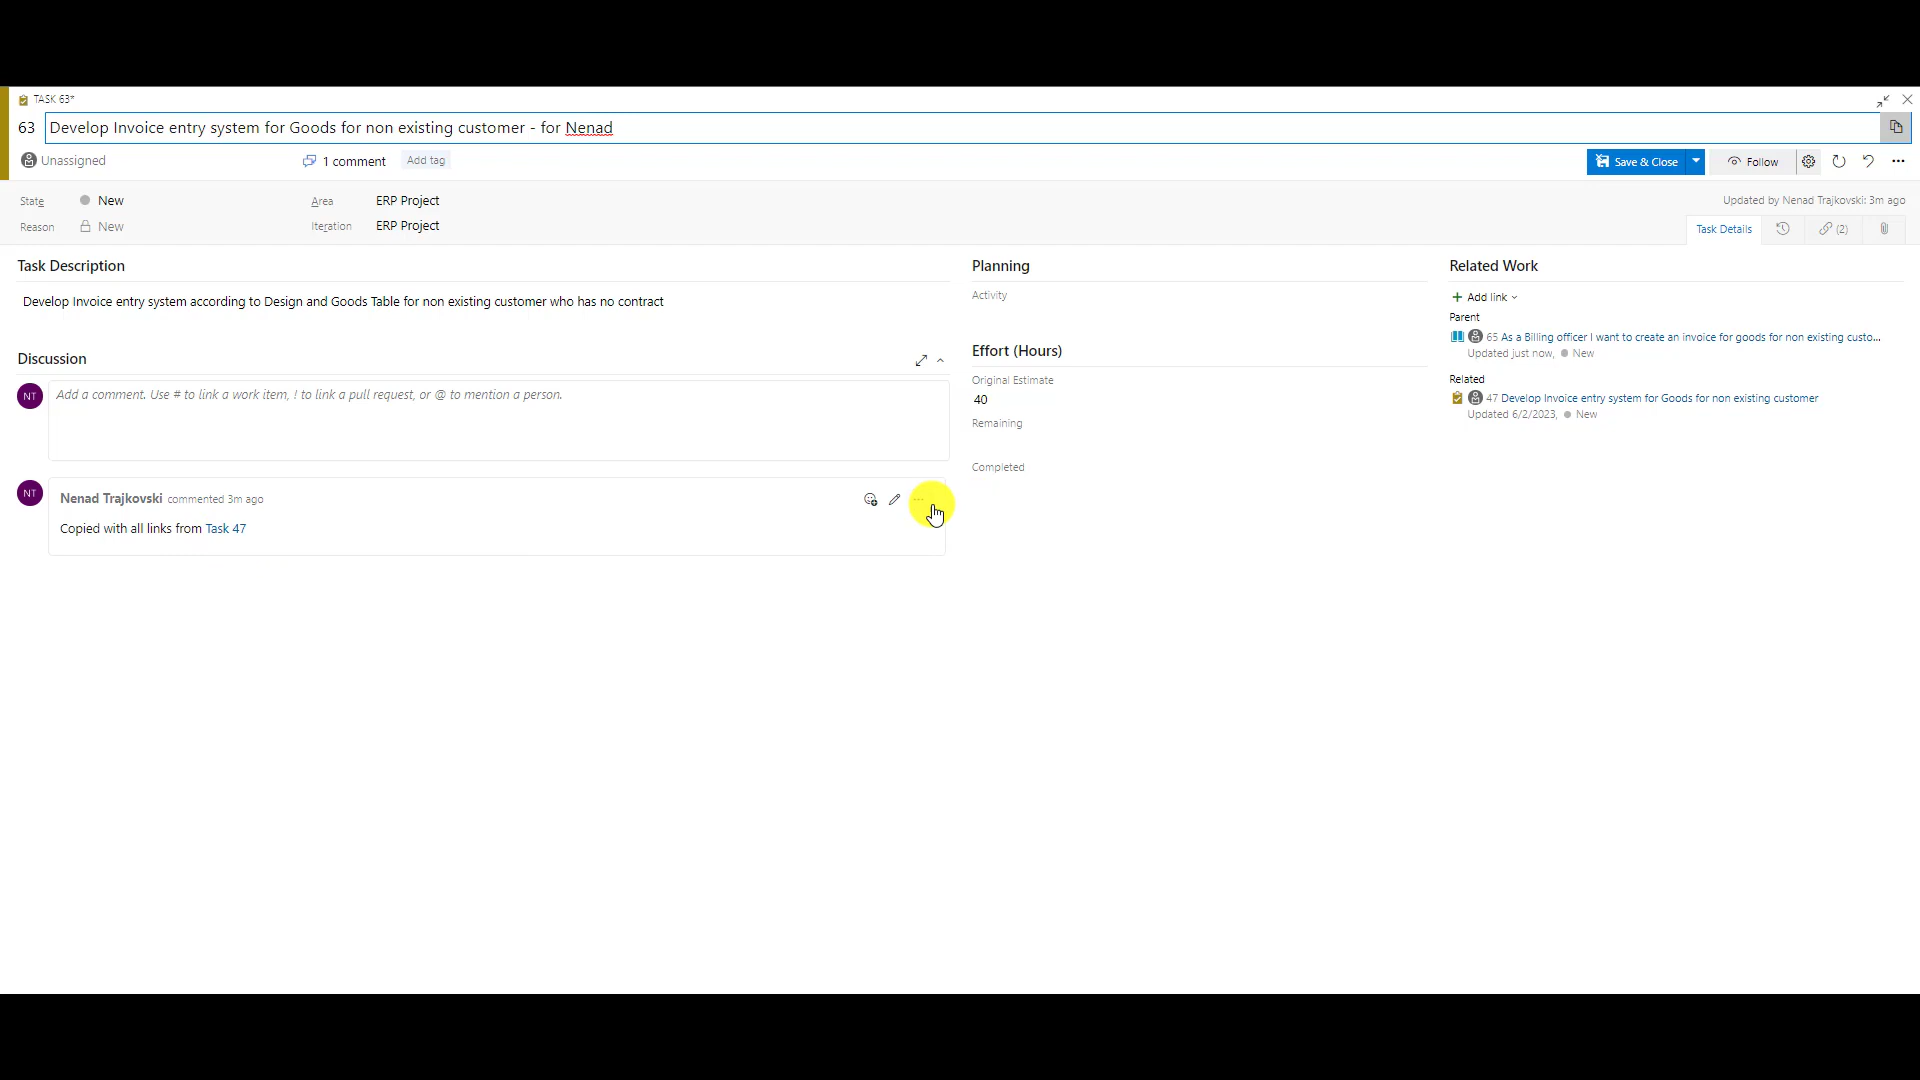 TASK 63*
63 Develop Invoice entry system for Goods for non existing customer - for Nenad
Unassigned 1 comment Add tag Save & Close Follow
State New Area ERP Project Updated by Nenad Trajkovski: 3m ago
Reason New Iteration ERP Project Task Details (2)
Task Description
Develop Invoice entry system according to Design and Goods Table for non existing customer who has no contract
Discussion
NT Add a comment. Use # to link a work item, ! to link a pull request, or @ to mention a person.
NT Nenad Trajkovski commented 3m ago
Copied with all links from Task 47
Planning
Activity
Effort (Hours)
Original Estimate
40
Remaining
Completed
Related Work
+ Add link
Parent
65 As a Billing officer I want to create an invoice for goods for non existing custo...
Updated just now, New
Related
47 Develop Invoice entry system for Goods for non existing customer
Updated 6/2/2023, New